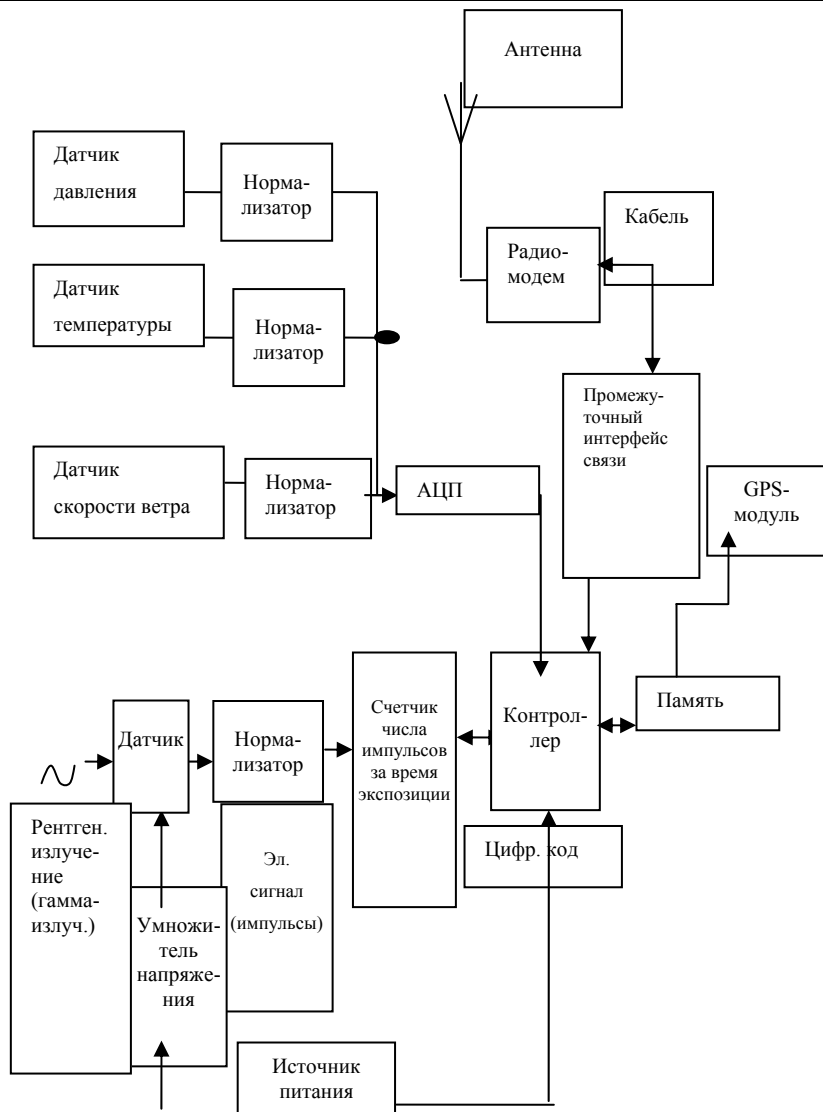 Антенна
Датчик
давления
Норма-
лизатор
Кабель
Радио-
модем
Датчик
температуры
Норма-
лизатор
Промежу-
точный
интерфейс
связи
Датчик
скорости ветра
Норма-
лизатор
АЦП
GPS-
модуль
Датчик
Норма-
лизатор
Счетчик
числа
импульсов
за время
экспозиции
Контрол-
лер
Память
Рентген.
излуче-
ние
(гамма-
излуч.)
Эл.
сигнал
(импульсы)
Цифр. код
Умножи-
тель
напряже-
ния
Источник
питания